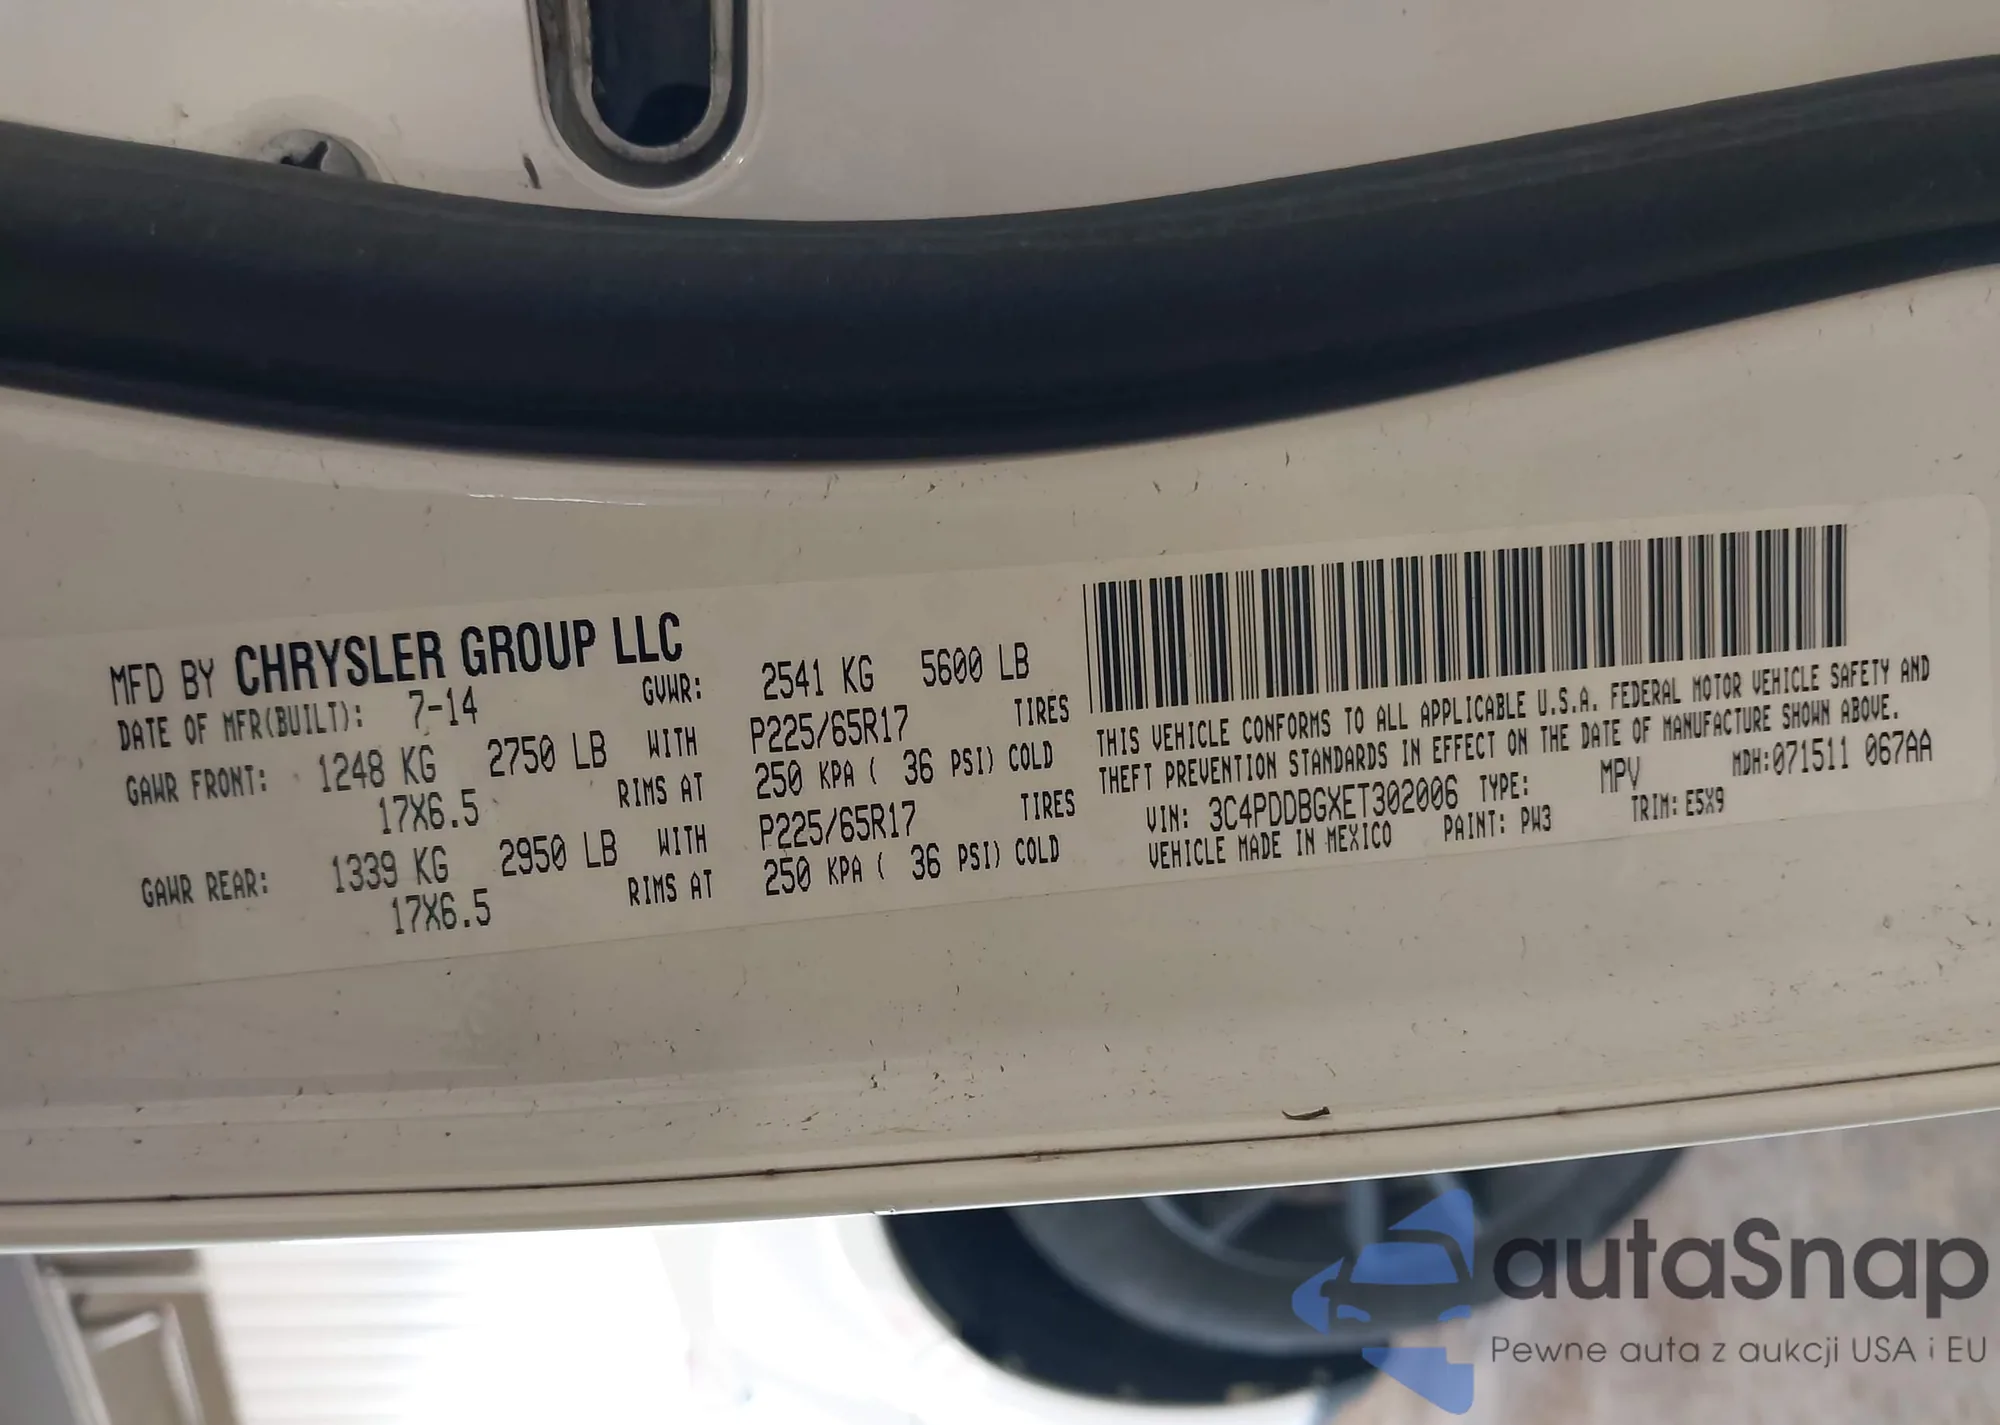 MFD BY CHRYSLER GROUP LLC
DATE OF MFR(BUILT): 7-14 GVWR: 2541 KG 5600 LB
GAWR FRONT: 1248 KG 2750 LB WITH P225/65R17 TIRES
17X6.5 RIMS AT 250 KPA ( 36 PSI) COLD
GAWR REAR: 1339 KG 2950 LB WITH P225/65R17 TIRES
17X6.5 RIMS AT 250 KPA ( 36 PSI) COLD
THIS VEHICLE CONFORMS TO ALL APPLICABLE U.S.A. FEDERAL MOTOR VEHICLE SAFETY AND
THEFT PREVENTION STANDARDS IN EFFECT ON THE DATE OF MANUFACTURE SHOWN ABOVE.
VIN: 3C4PDDBGXET302006 TYPE: MPV MDH:071511 067AA
VEHICLE MADE IN MEXICO PAINT: PW3 TRIM: E5X9
autaSnap
Pewne auta z aukcji USA i EU